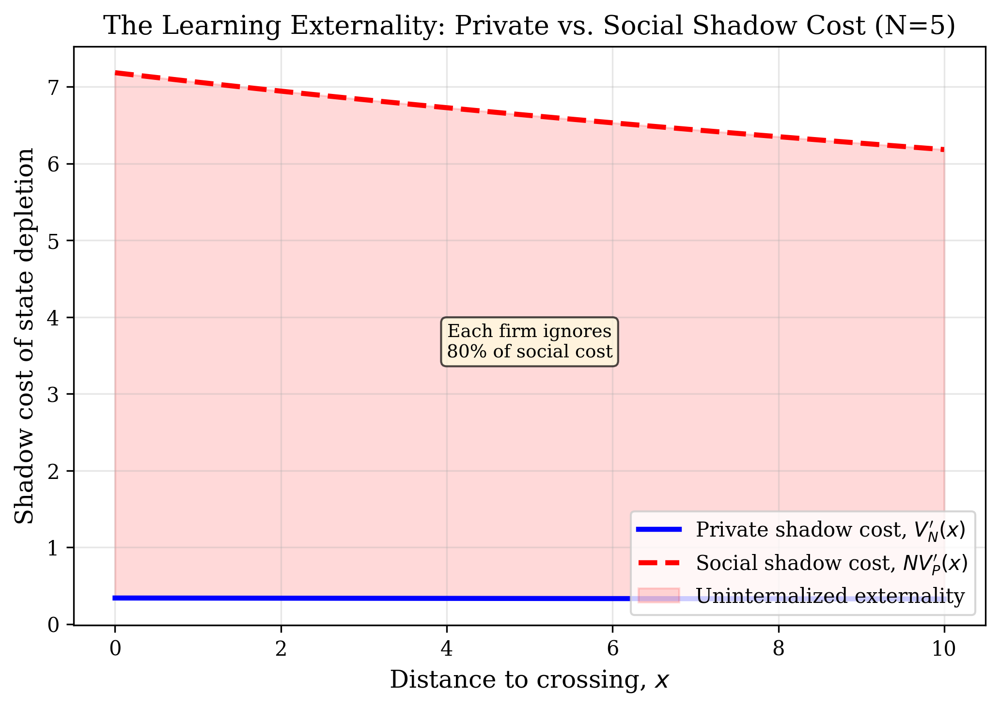 The Learning Externality: Private vs. Social Shadow Cost (N=5)
Shadow cost of state depletion
7
6
5
4
3
2
1
0
Each firm ignores
80% of social cost
Private shadow cost, V′_N(x)
Social shadow cost, NV′_P(x)
Uninternalized externality
0 2 4 6 8 10
Distance to crossing, x